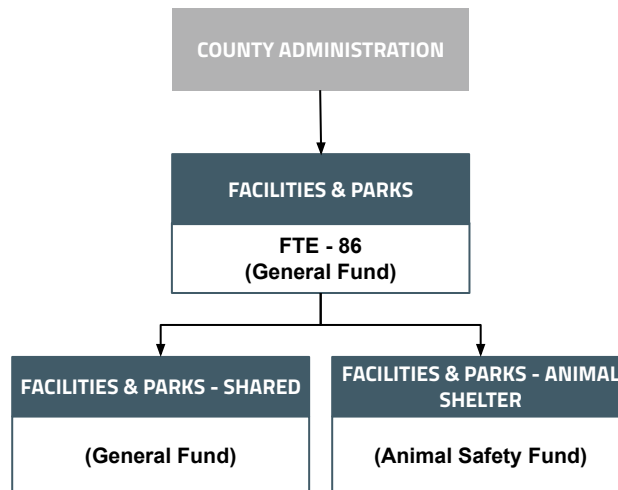 COUNTY ADMINISTRATION
FACILITIES & PARKS
FTE - 86
(General Fund)
FACILITIES & PARKS - SHARED
(General Fund)
FACILITIES & PARKS - ANIMAL
SHELTER
(Animal Safety Fund)